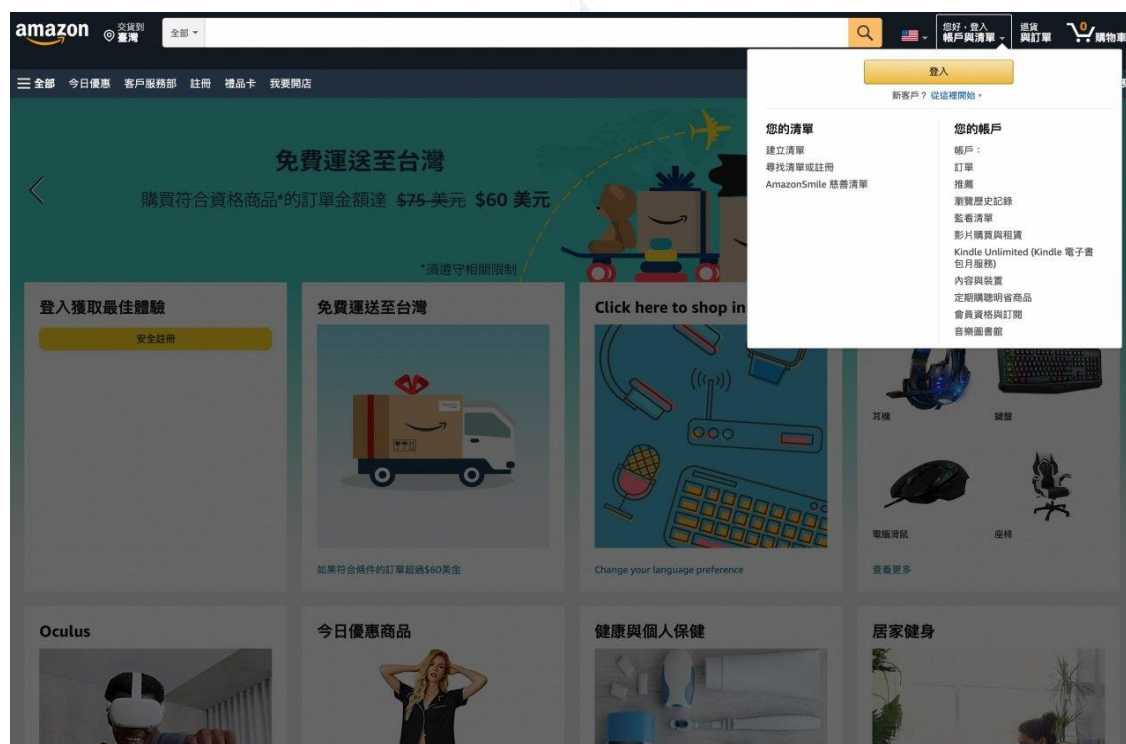 amazon
交貨到
臺灣
全部
您好，登入
帳戶與清單
退貨
與訂單
0
購物車
全部 今日優惠 客戶服務部 註冊 禮品卡 我要開店
登入
新客戶？從這裡開始。
您的清單
建立清單
尋找清單或註冊
AmazonSmile 慈善清單
您的帳戶
帳戶：
訂單
推薦
瀏覽歷史記錄
監看清單
影片購買與租賃
Kindle Unlimited (Kindle 電子書
包月服務)
內容與裝置
定期購聰明省商品
會員資格與訂閱
音樂圖書館
免費運送至台灣
購買符合資格商品*的訂單金額達 $75 美元 $60 美元
*須遵守相關限制
登入獲取最佳體驗
安全註冊
免費運送至台灣
如果符合條件的訂單超過$60美金
Click here to shop in
Change your language preference
耳機
鍵盤
電腦滑鼠
座椅
查看更多
Oculus
今日優惠商品
健康與個人保健
居家健身